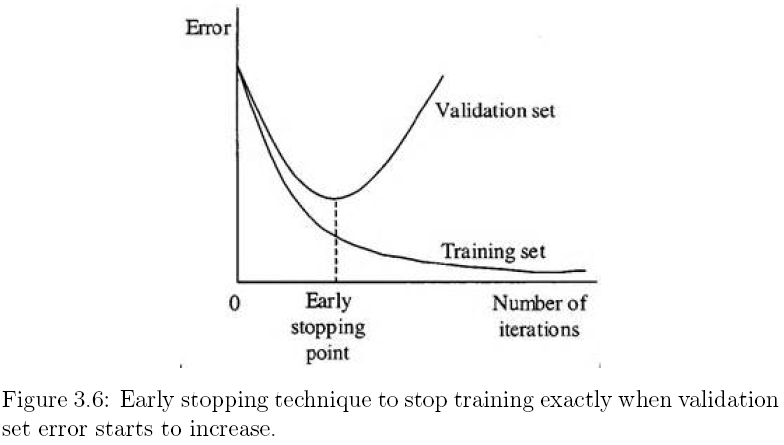 Error
Validation set
Training set
0
Early
stopping
point
Number of
iterations
Figure 3.6: Early stopping technique to stop training exactly when validation
set error starts to increase.